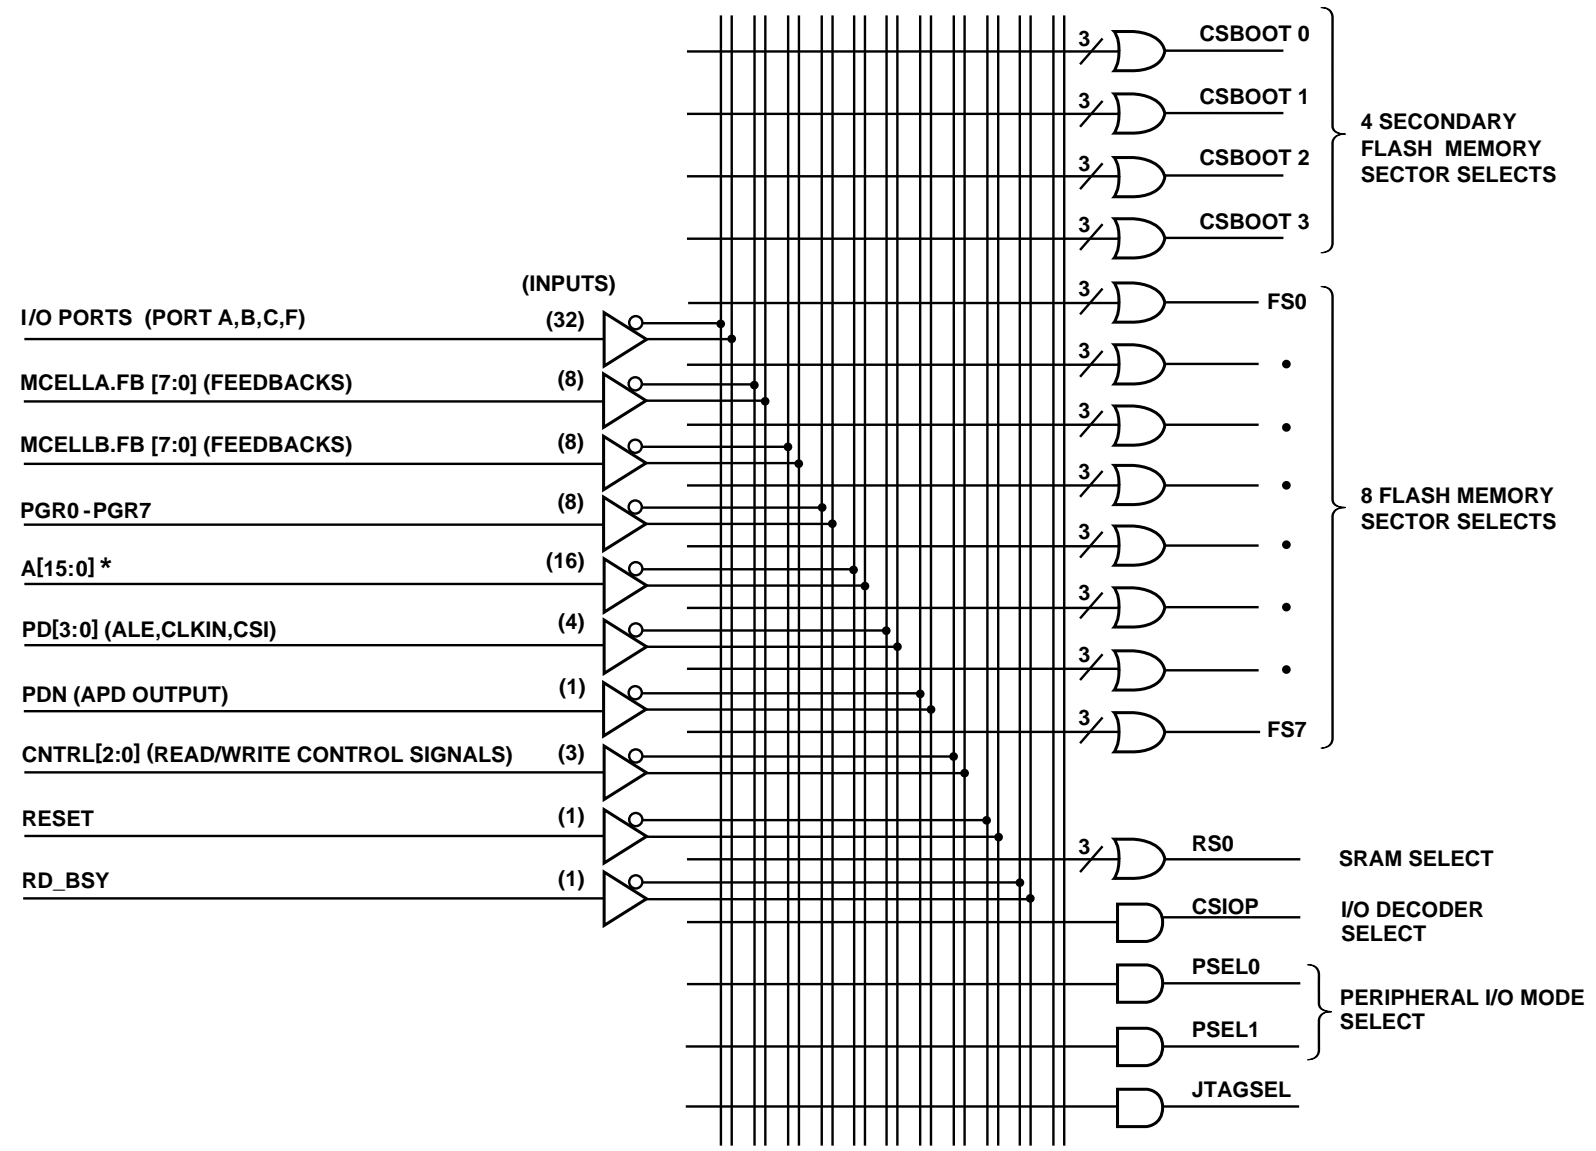 3 CSBOOT 0
3 CSBOOT 1
4 SECONDARY
FLASH MEMORY
SECTOR SELECTS
3 CSBOOT 2
3 CSBOOT 3
(INPUTS)
I/O PORTS (PORT A,B,C,F) (32)
MCELLA.FB [7:0] (FEEDBACKS) (8)
MCELLB.FB [7:0] (FEEDBACKS) (8)
PGR0 -PGR7 (8)
A[15:0] * (16)
PD[3:0] (ALE,CLKIN,CSI) (4)
PDN (APD OUTPUT) (1)
CNTRL[2:0] (READ/WRITE CONTROL SIGNALS) (3)
RESET (1)
RD_BSY (1)
3 FS0
3
3
3
3
3
3
3 FS7
8 FLASH MEMORY
SECTOR SELECTS
3 RS0 SRAM SELECT
CSIOP I/O DECODER
SELECT
PSEL0
PERIPHERAL I/O MODE
SELECT
PSEL1
JTAGSEL